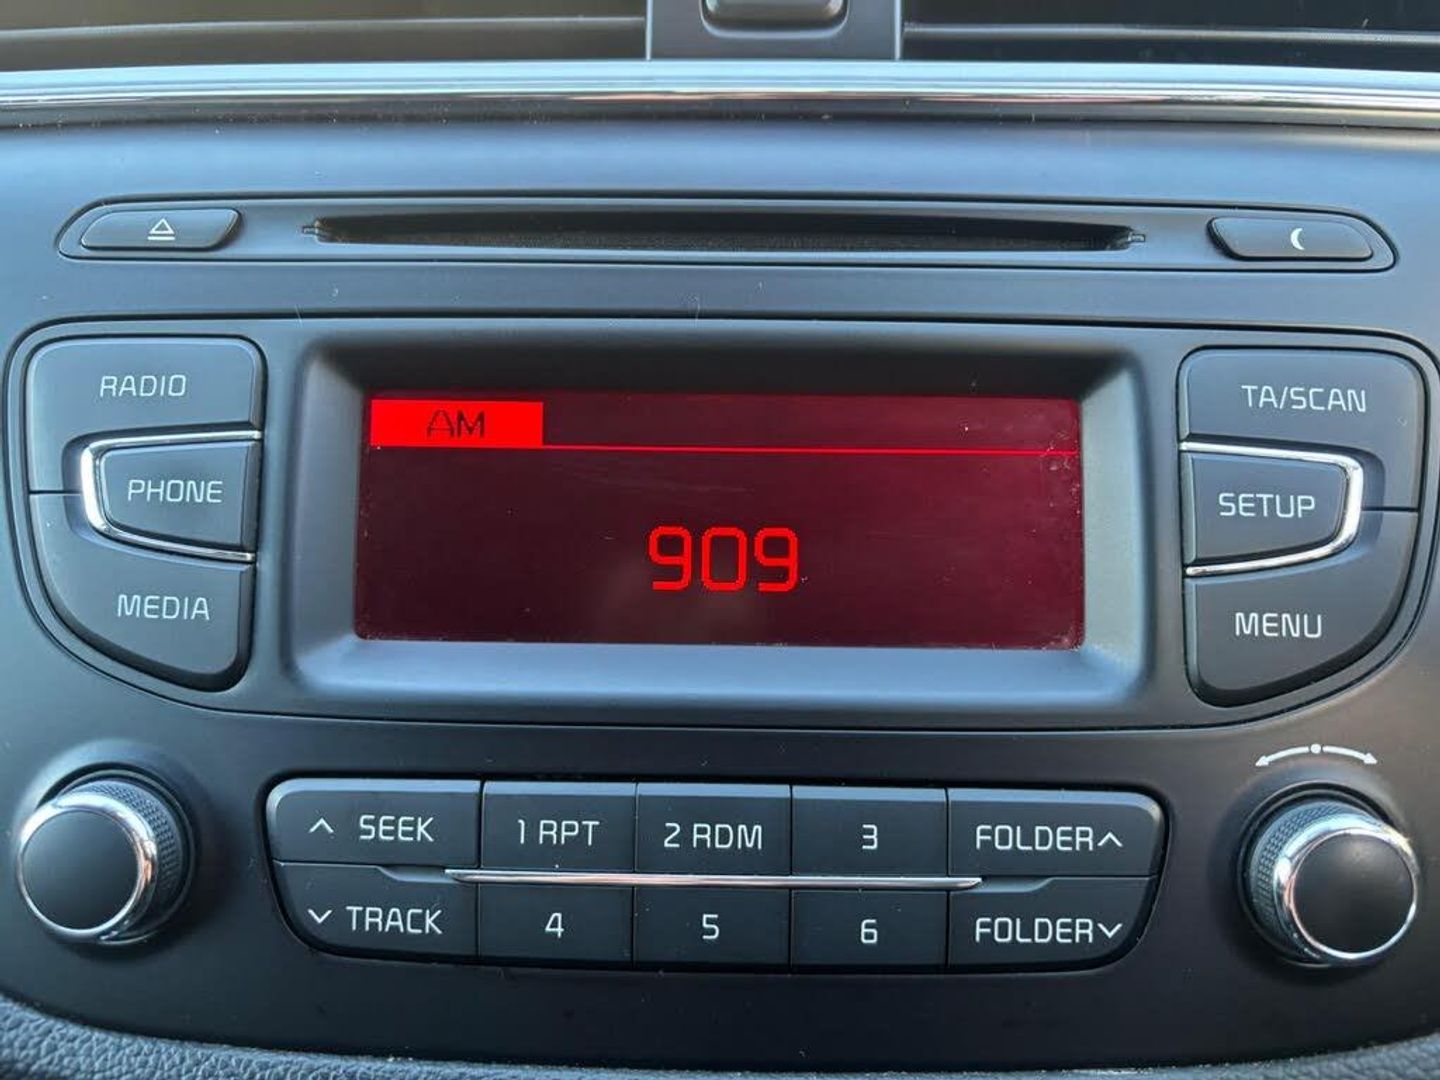 RADIO
PHONE
MEDIA
AM
909
TA/SCAN
SETUP
MENU
SEEK
1 RPT
2 RDM
3
FOLDER
TRACK
4
5
6
FOLDER